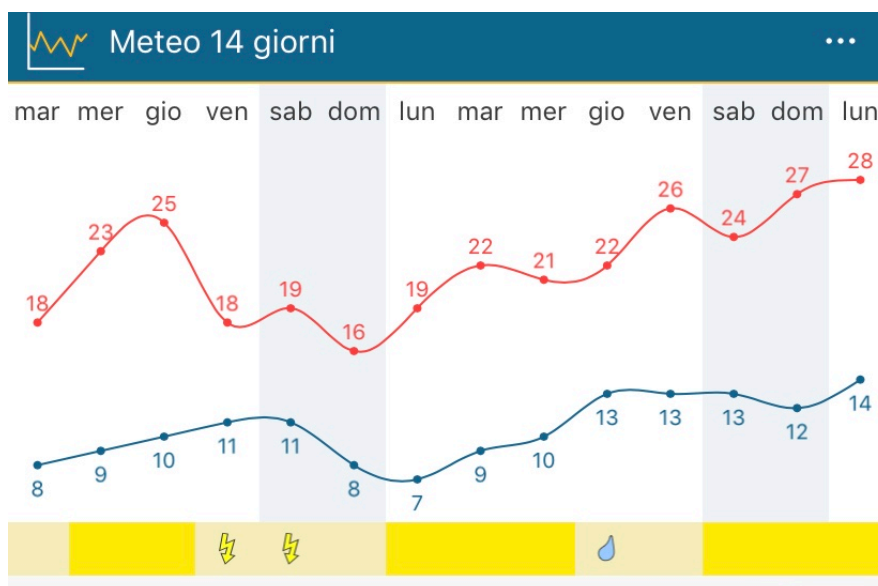 Meteo 14 giorni
mar mer gio ven sab dom lun mar mer gio ven sab dom lun
18 23 25 18 19 16 19 22 21 22 26 24 27 28
8 9 10 11 11 8 7 9 10 13 13 13 12 14